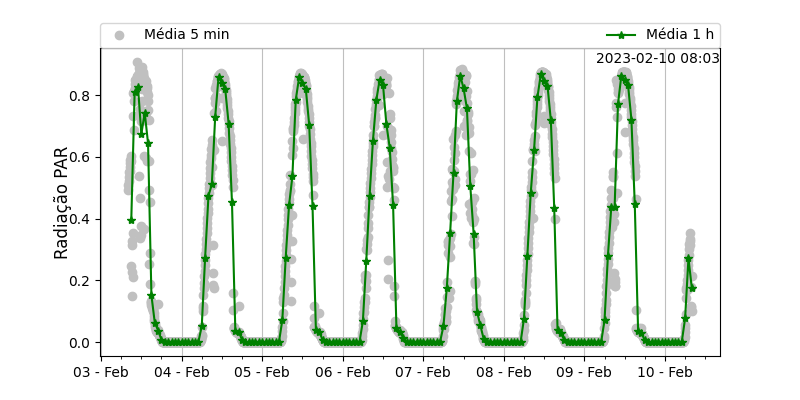 Média 5 min
Média 1 h
2023-02-10 08:03
Radiação PAR
0.8
0.6
0.4
0.2
0.0
03 - Feb
04 - Feb
05 - Feb
06 - Feb
07 - Feb
08 - Feb
09 - Feb
10 - Feb